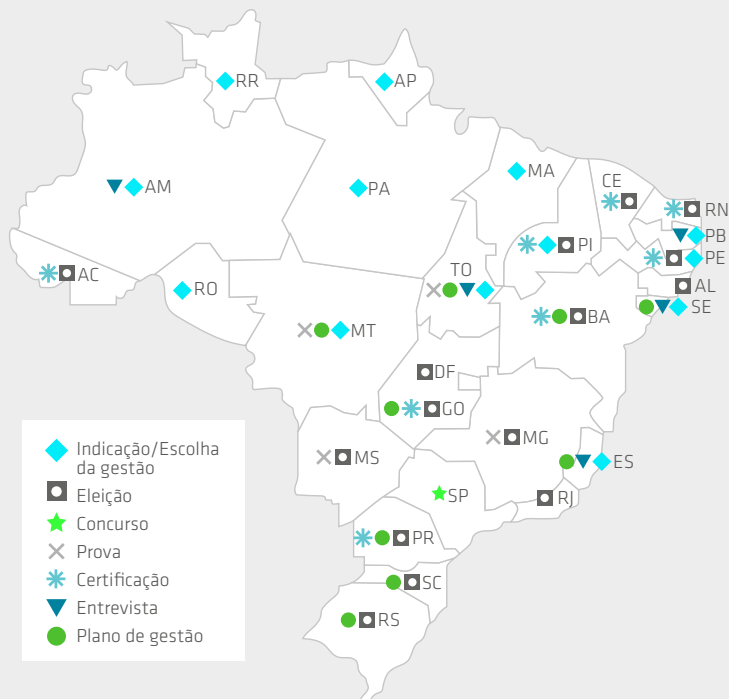 RR
AP
AM
PA
MA
CE
RN
PB
PE
PI
AC
TO
AL
RO
SE
MT
BA
DF
GO
MG
MS
ES
SP
RJ
PR
SC
RS
Indicação/Escolha
da gestão
Eleição
Concurso
Prova
Certificação
Entrevista
Plano de gestão